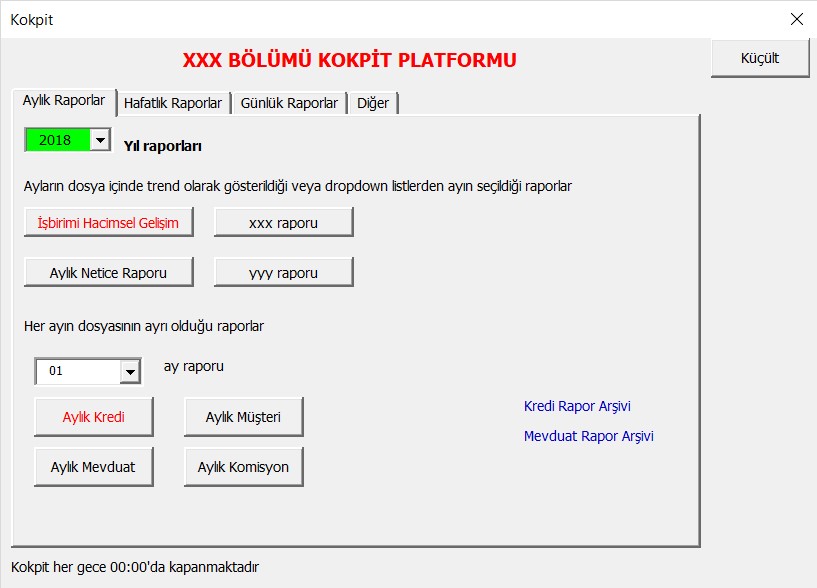 Kokpit
XXX BÖLÜMÜ KOKPİT PLATFORMU
Küçült
Aylık Raporlar Hafatlık Raporlar Günlük Raporlar Diğer
2018 Yıl raporları
Ayların dosya içinde trend olarak gösterildiği veya dropdown listlerden ayın seçildiği raporlar
İşbirimi Hacimsel Gelişim xxx raporu
Aylık Netice Raporu yyy raporu
Her ayın dosyasının ayrı olduğu raporlar
01 ay raporu
Aylık Kredi Aylık Müşteri Kredi Rapor Arşivi
Mevduat Rapor Arşivi
Aylık Mevduat Aylık Komisyon
Kokpit her gece 00:00'da kapanmaktadır